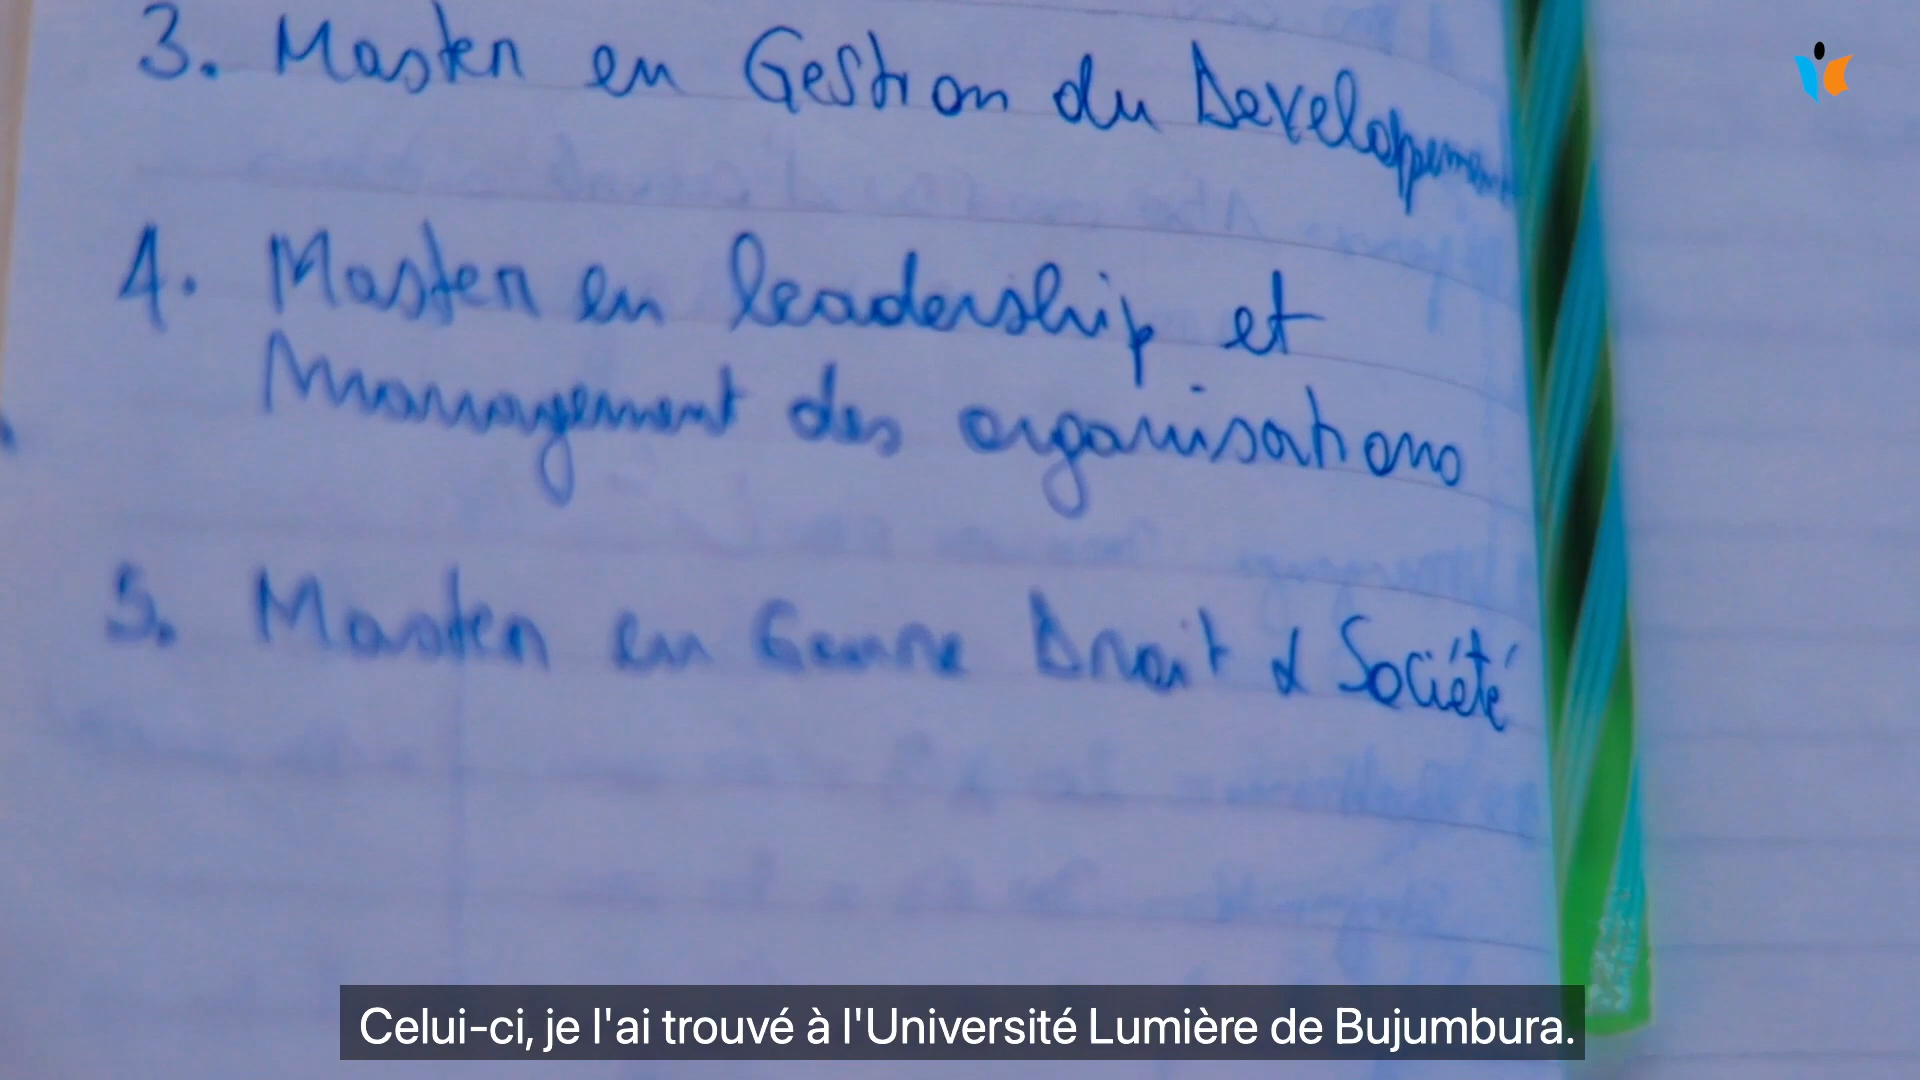 3. Master en Gestion du Developpement
4. Master en leadership et
Management des organisations
5. Master en Genre Droit & Société
Celui-ci, je l'ai trouvé à l'Université Lumière de Bujumbura.